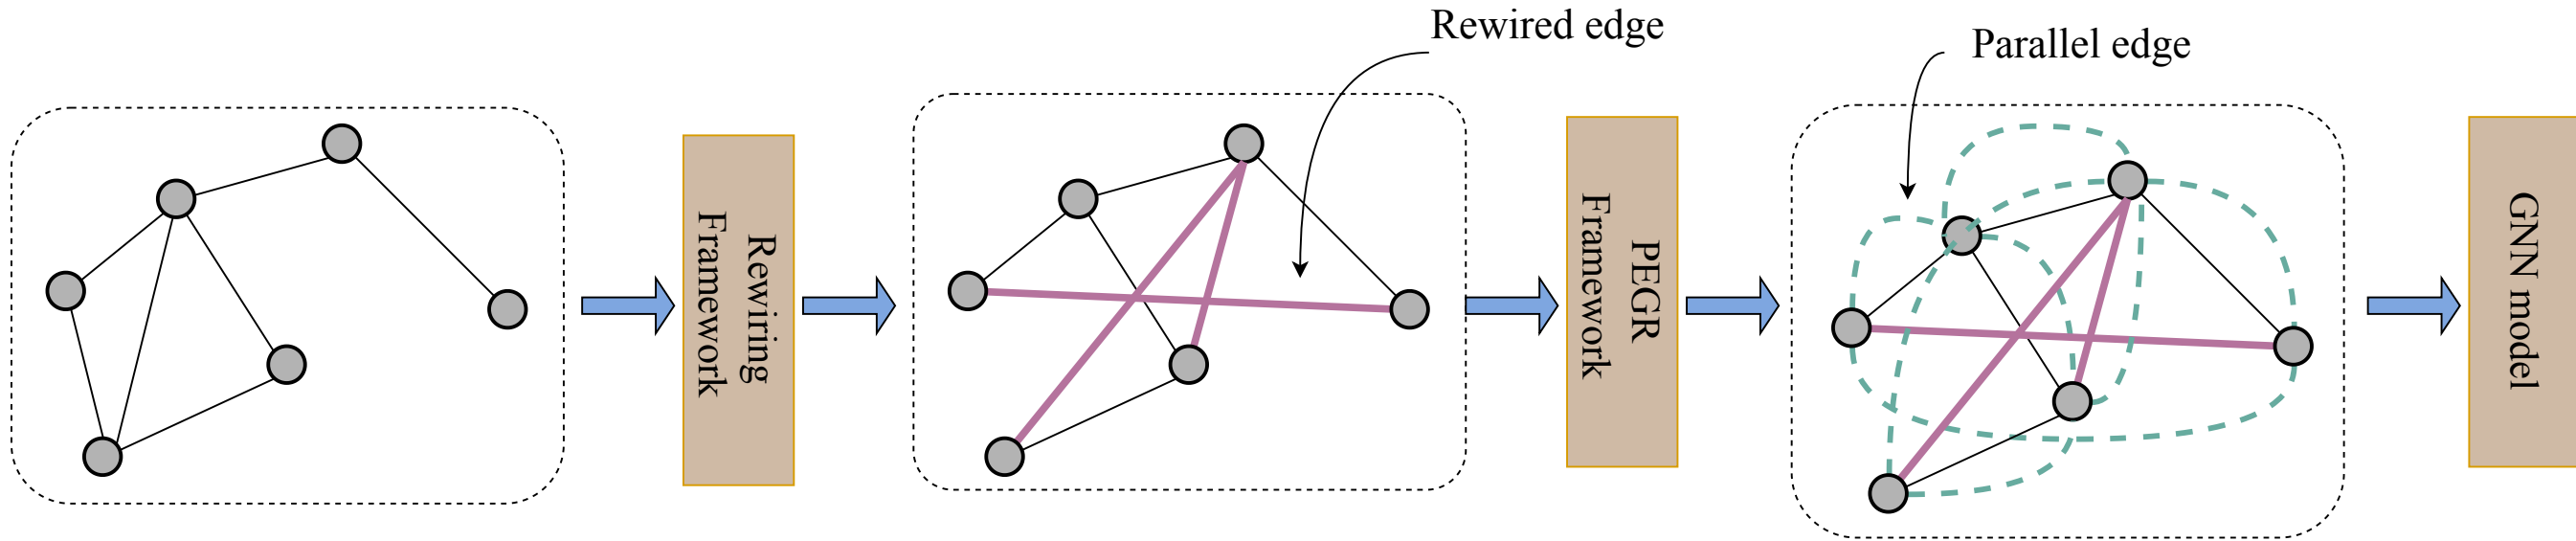 Rewired edge
Parallel edge
Rewiring
Framework
PEGR
Framework
GNN model